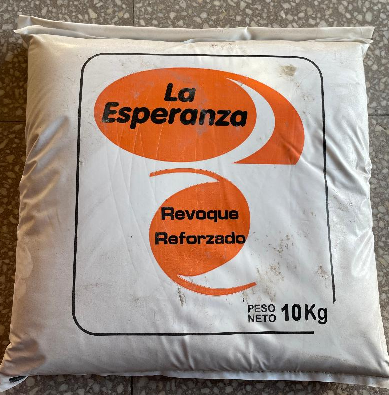 La
Esperanza
Revoque
Reforzado
PESO
NETO 10Kg